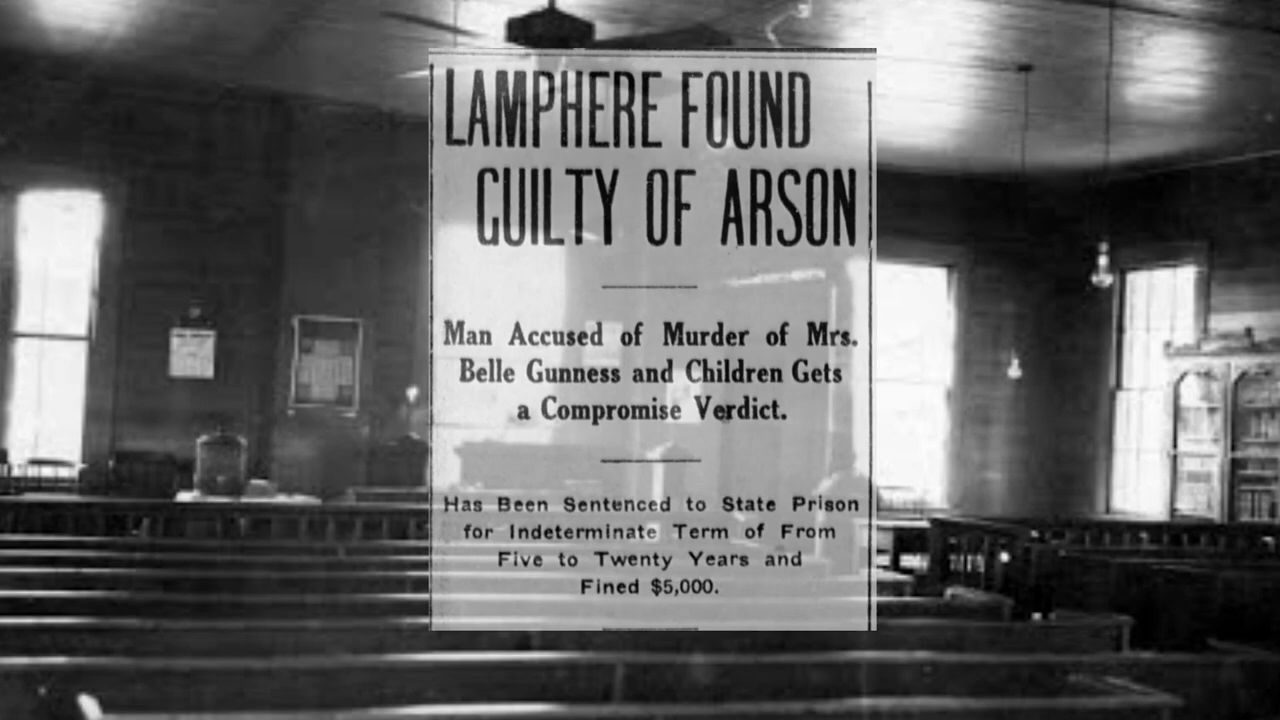 LAMPHERE FOUND
GUILTY OF ARSON
Man Accused of Murder of Mrs.
Belle Gunness and Children Gets
a Compromise Verdict.
Has Been Sentenced to State Prison
for Indeterminate Term of From
Five to Twenty Years and
Fined $5,000.